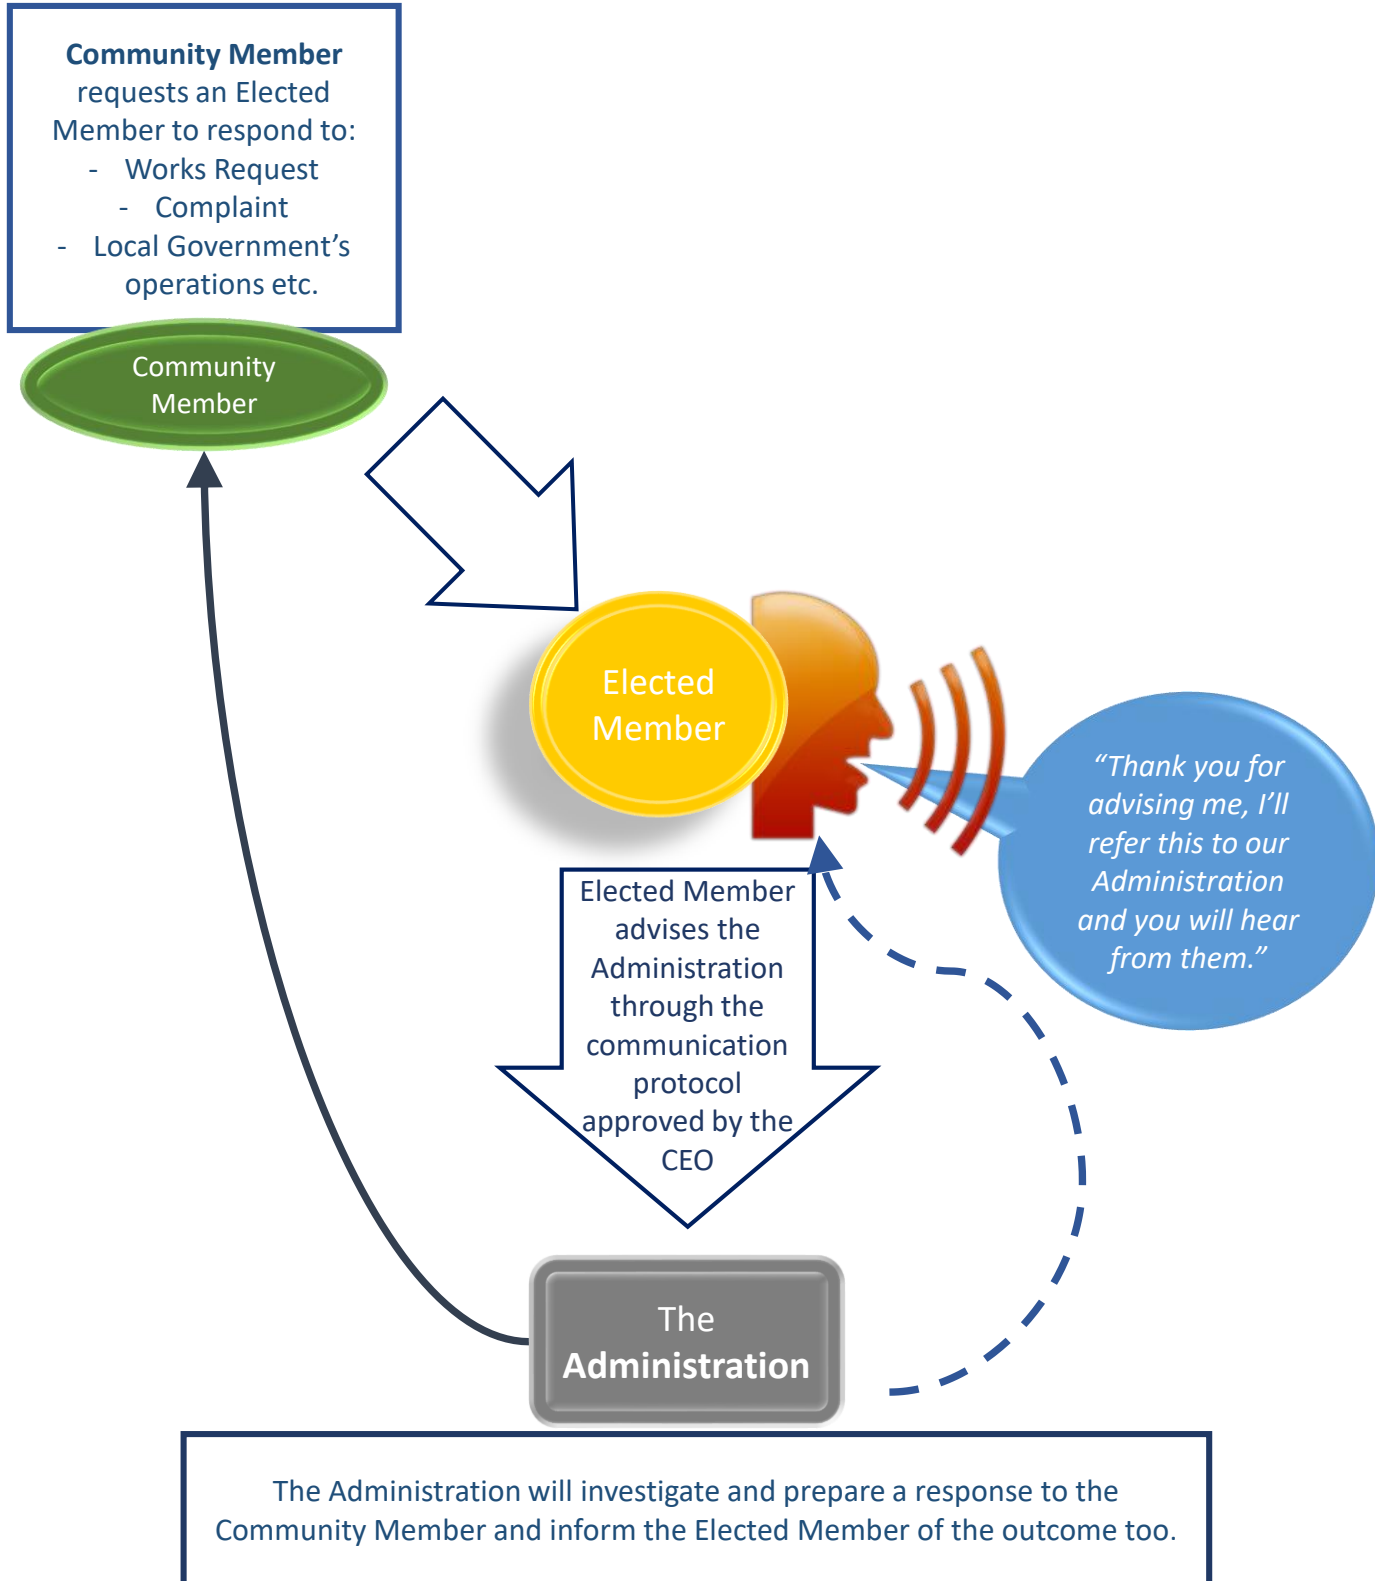 Community Member
requests an Elected
Member to respond to:
- Works Request
- Complaint
- Local Government’s
operations etc.
Community
Member
Elected
Member
“Thank you for
advising me, I’ll
refer this to our
Administration
and you will hear
from them.”
Elected Member
advises the
Administration
through the
communication
protocol
approved by the
CEO
The
Administration
The Administration will investigate and prepare a response to the
Community Member and inform the Elected Member of the outcome too.